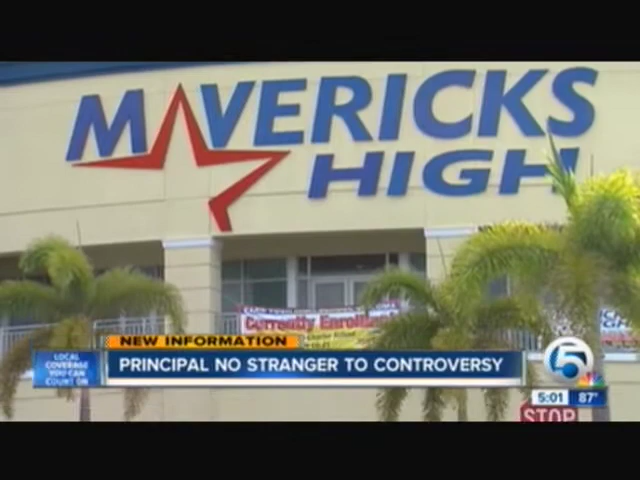 MAVERICKS
HIGH
Currently Enrolling
NEW INFORMATION
LOCAL
COVERAGE
YOU CAN
COUNT ON
PRINCIPAL NO STRANGER TO CONTROVERSY
5
5:01 87°
STOP